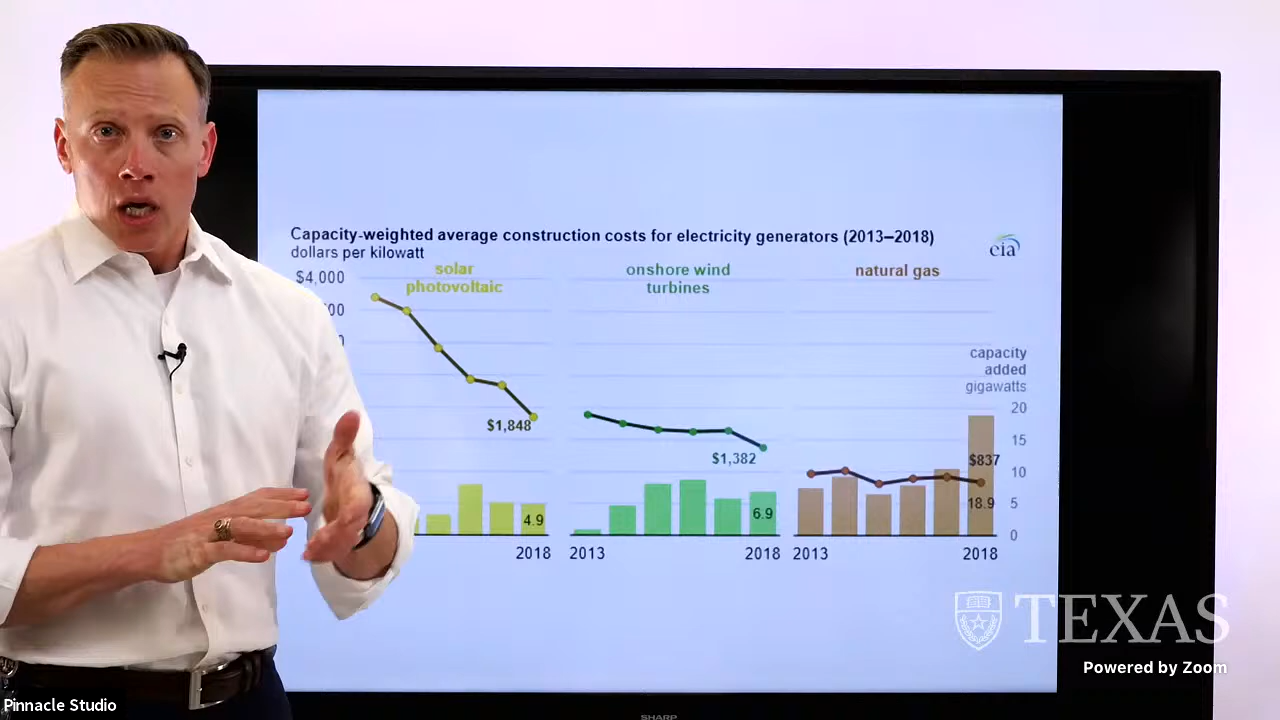 Capacity-weighted average construction costs for electricity generators (2013–2018)
dollars per kilowatt
eia
solar
photovoltaic
onshore wind
turbines
natural gas
$4,000
00
0
capacity
added
gigawatts
20
15
10
5
0
$1,848
$1,382
$837
4.9
6.9
18.9
2018
2013
2018
2013
2018
TEXAS
Powered by Zoom
Pinnacle Studio
SHARP